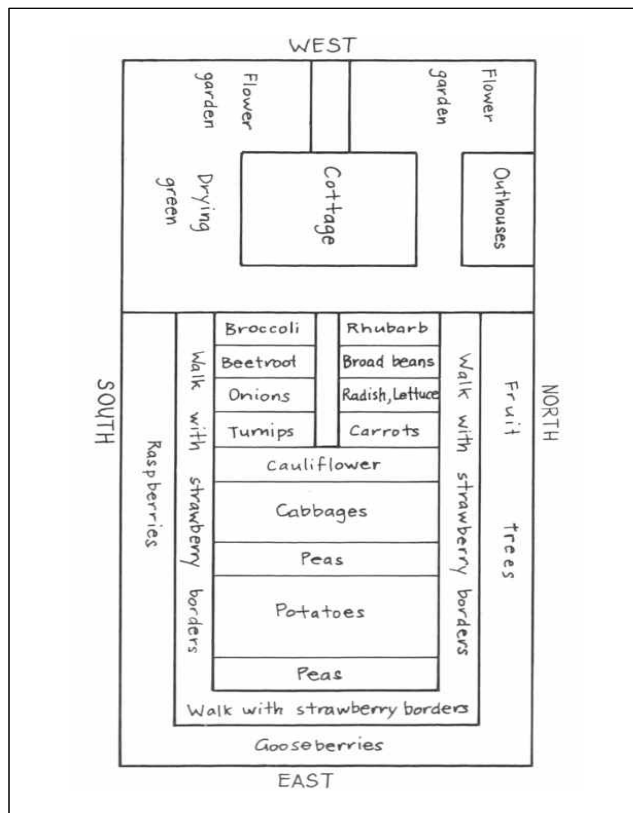 WEST
Flower
garden
Flower
garden
Drying
green
Cottage
Outhouses
Broccoli
Rhubarb
Beetroot
Broad beans
Onions
Radish, Lettuce
Turnips
Carrots
Cauliflower
Cabbages
Peas
Potatoes
Peas
Walk with strawberry borders
Walk with strawberry borders
Walk with strawberry borders
Raspberries
Fruit trees
Gooseberries
SOUTH
NORTH
EAST